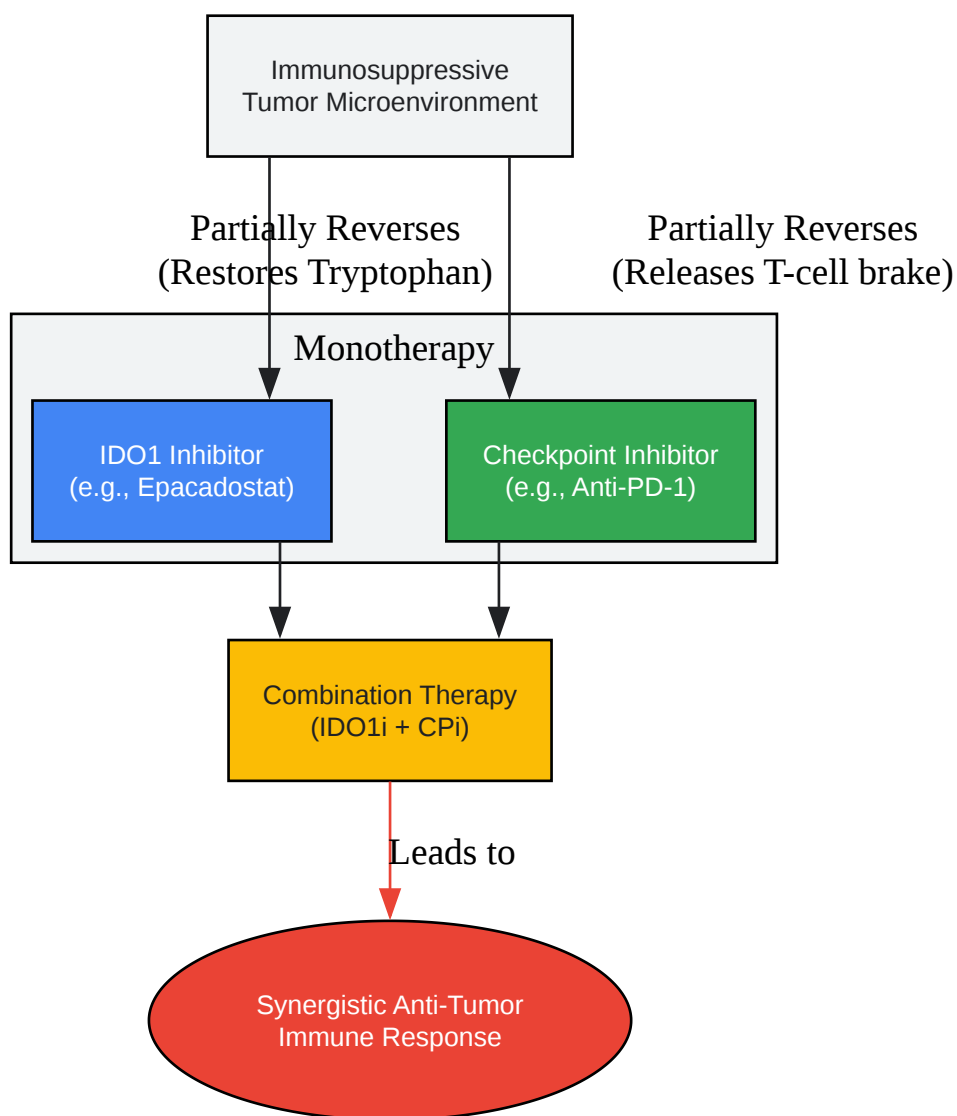 Immunosuppressive
Tumor Microenvironment
Partially Reverses
(Restores Tryptophan)
Partially Reverses
(Releases T-cell brake)
Monotherapy
IDO1 Inhibitor
(e.g., Epacadostat)
Checkpoint Inhibitor
(e.g., Anti-PD-1)
Combination Therapy
(IDO1i + CPi)
Leads to
Synergistic Anti-Tumor
Immune Response